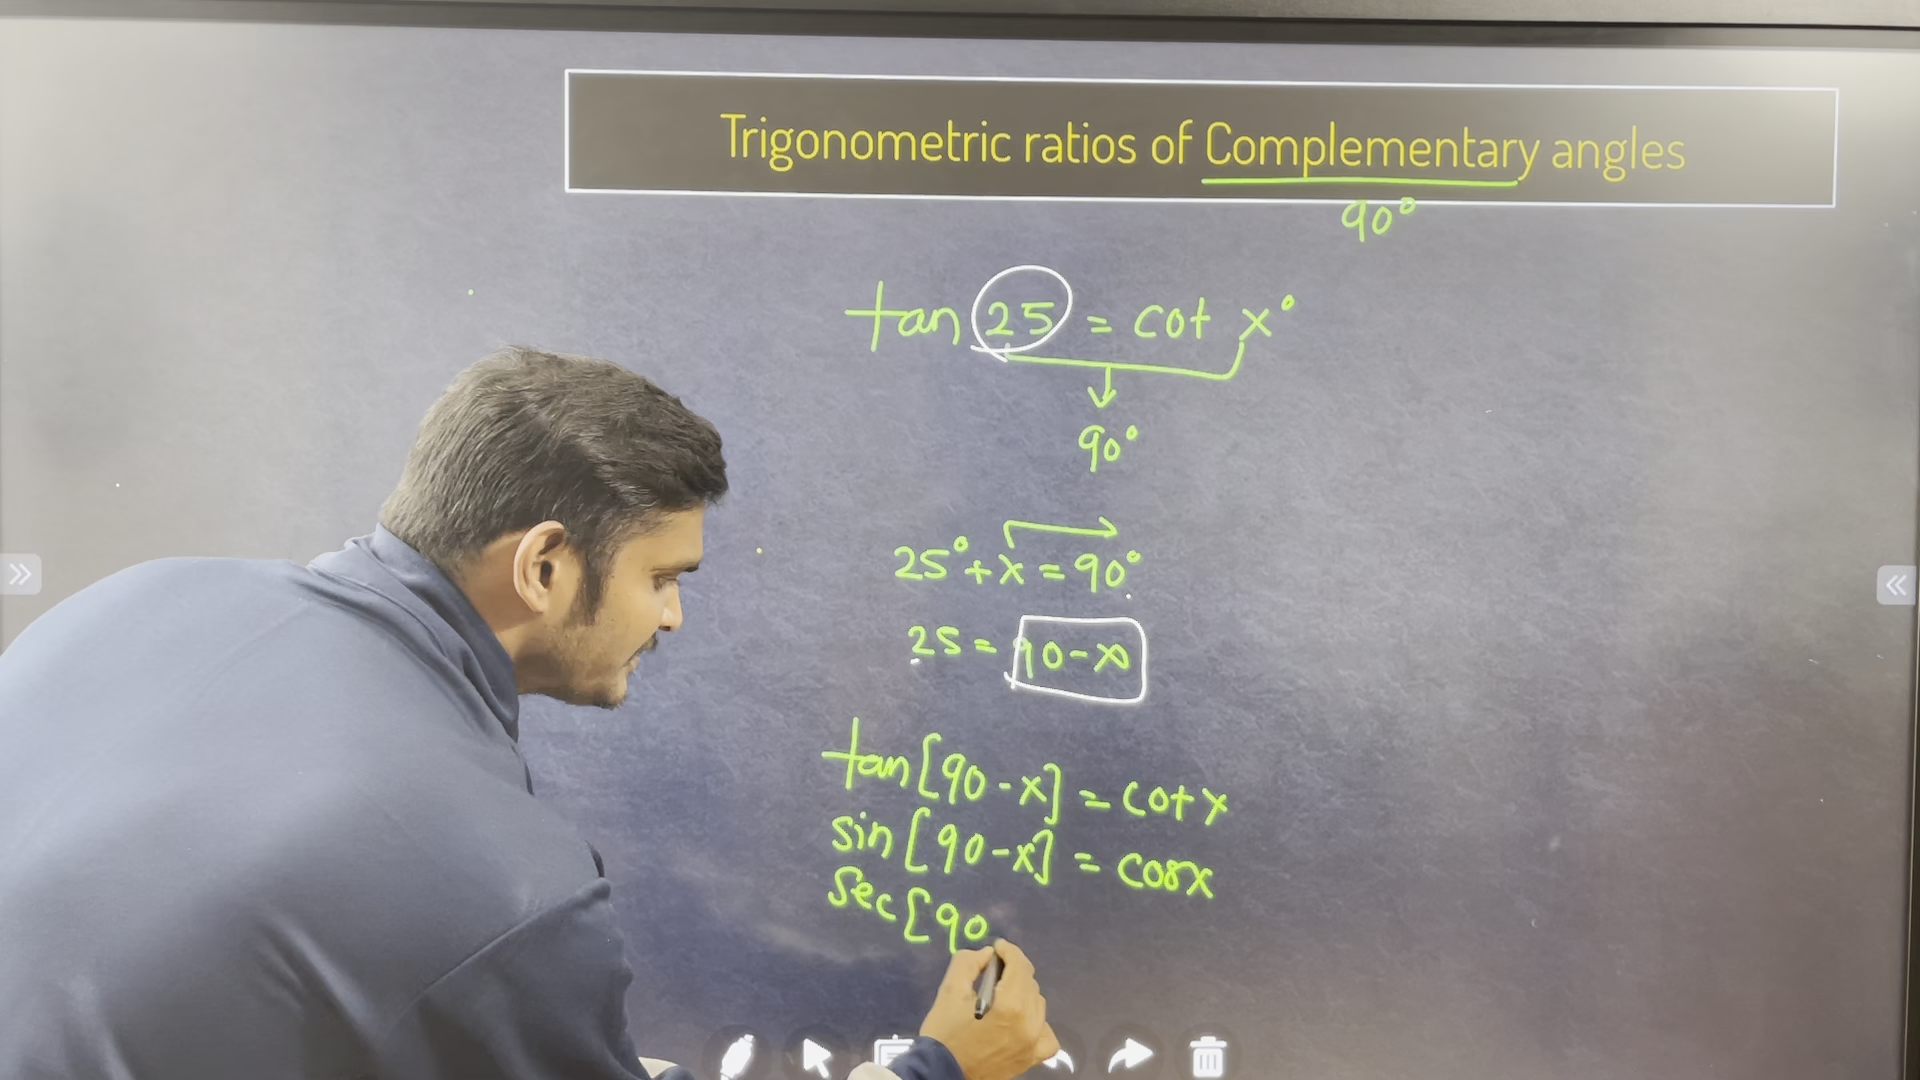 Trigonometric ratios of Complementary angles
90°
tan 25 = cot x°
90°
25° + x = 90°
25 = 90 - x
tan [90 - x] = cot x
sin [90 - x] = cos x
sec [90